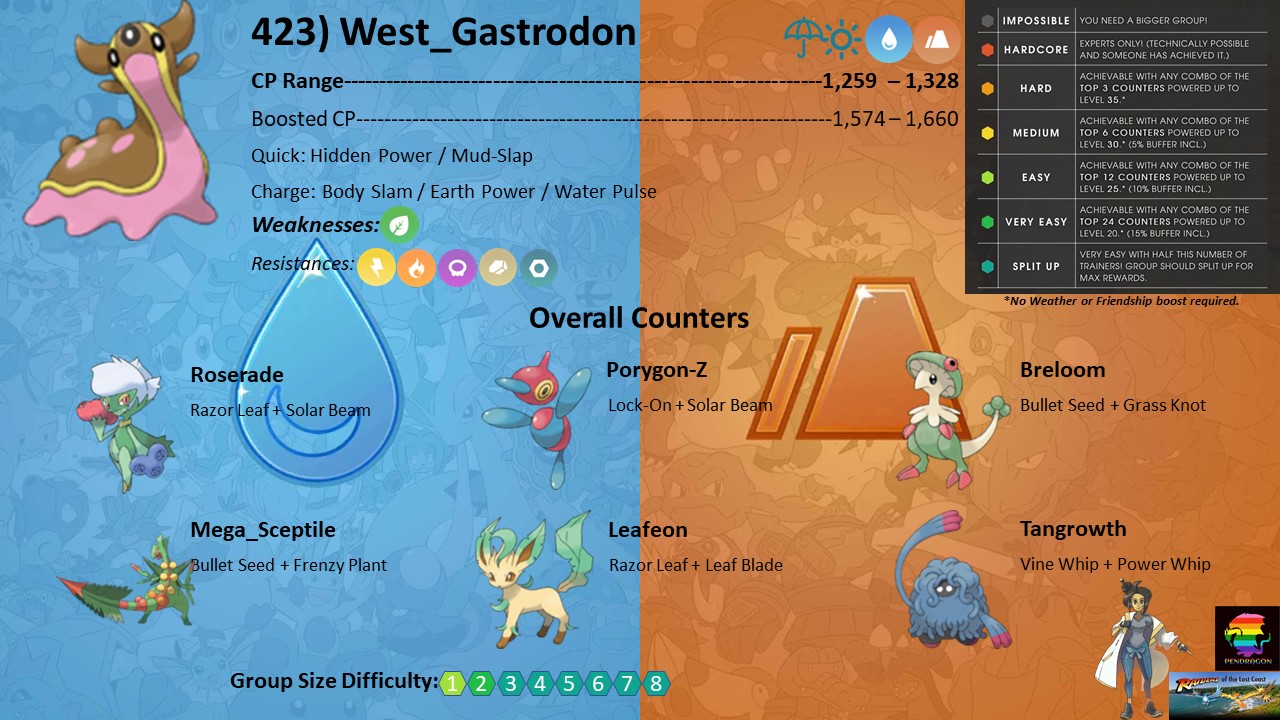 423) West_Gastrodon
CP Range------------------------------------------------------------------1,259 – 1,328
Boosted CP------------------------------------------------------------------1,574 – 1,660
Quick: Hidden Power / Mud-Slap
Charge: Body Slam / Earth Power / Water Pulse
Weaknesses:
Resistances:
IMPOSSIBLE YOU NEED A BIGGER GROUP!
HARDCORE EXPERTS ONLY! (TECHNICALLY POSSIBLE
AND SOMEONE HAS ACHIEVED IT.)
HARD ACHIEVABLE WITH ANY COMBO OF THE
TOP 3 COUNTERS POWERED UP TO
LEVEL 35.*
MEDIUM ACHIEVABLE WITH ANY COMBO OF THE
TOP 6 COUNTERS POWERED UP TO
LEVEL 30.* (5% BUFFER INCL.)
EASY ACHIEVABLE WITH ANY COMBO OF THE
TOP 12 COUNTERS POWERED UP TO
LEVEL 25.* (10% BUFFER INCL.)
VERY EASY ACHIEVABLE WITH ANY COMBO OF THE
TOP 24 COUNTERS POWERED UP TO
LEVEL 20.* (15% BUFFER INCL.)
SPLIT UP VERY EASY WITH HALF THIS NUMBER OF
TRAINERS! GROUP SHOULD SPLIT UP FOR
MAX REWARDS.
*No Weather or Friendship boost required.
Overall Counters
Roserade
Razor Leaf + Solar Beam
Porygon-Z
Lock-On + Solar Beam
Breloom
Bullet Seed + Grass Knot
Mega_Sceptile
Bullet Seed + Frenzy Plant
Leafeon
Razor Leaf + Leaf Blade
Tangrowth
Vine Whip + Power Whip
Group Size Difficulty: 1 2 3 4 5 6 7 8
PENDRAGON
RAIDERS of the Lost Coast